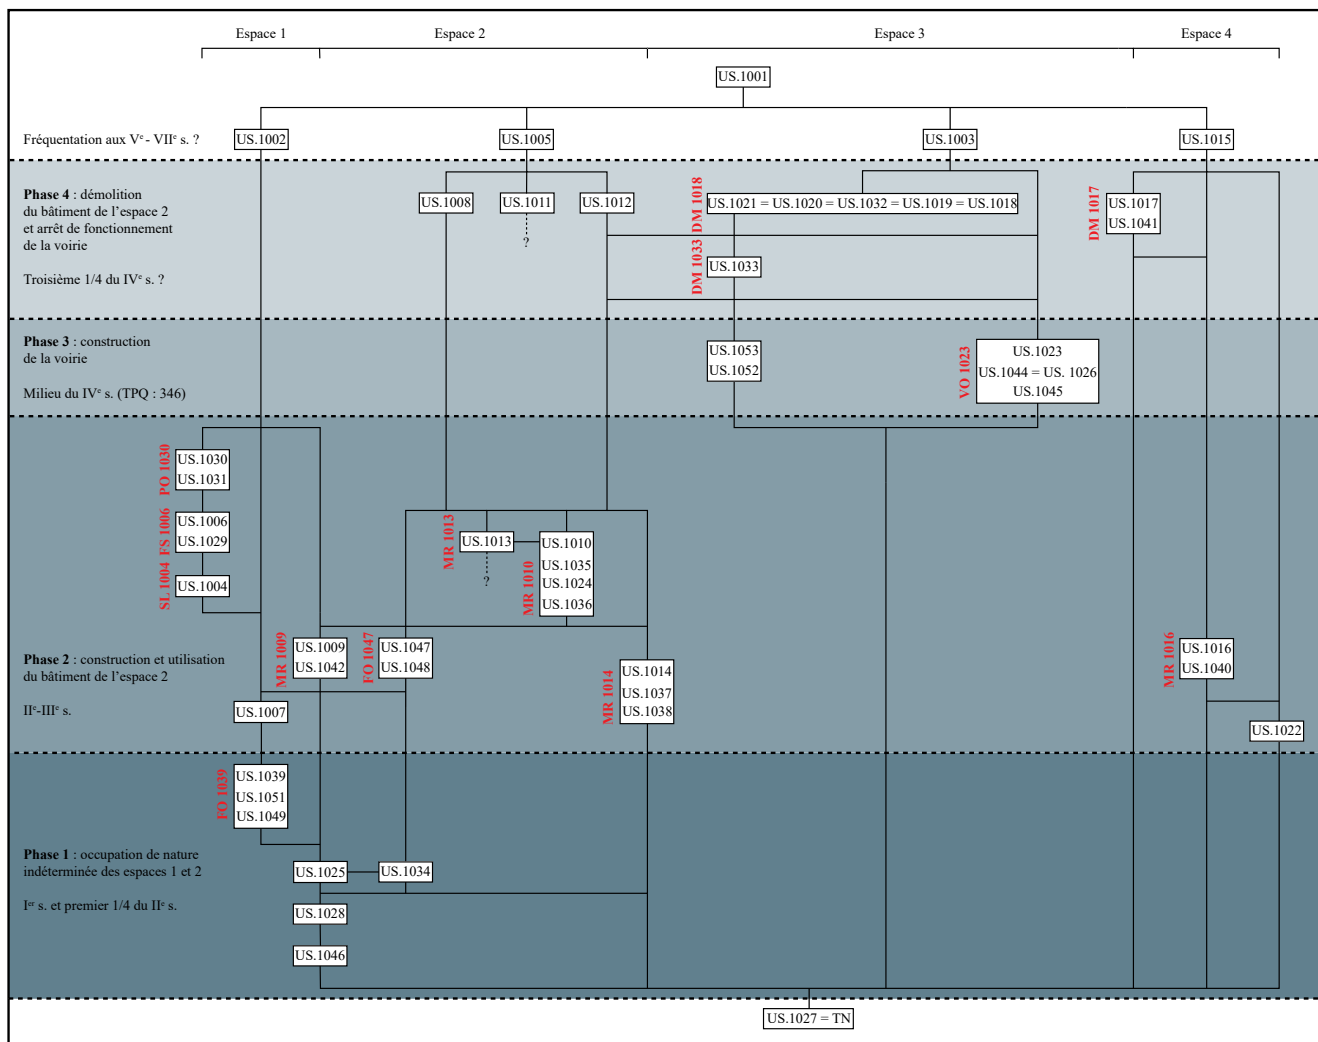 Espace 1
Espace 2
Espace 3
Espace 4
US.1001
Fréquentation aux Ve - VIIe s. ?
US.1002
US.1005
US.1003
US.1015
Phase 4 : démolition
du bâtiment de l'espace 2
et arrêt de fonctionnement
de la voirie
Troisième 1/4 du IVe s. ?
US.1008
US.1011
?
US.1012
DM 1018
US.1021 = US.1020 = US.1032 = US.1019 = US.1018
DM 1033
US.1033
DM 1017
US.1017
US.1041
Phase 3 : construction
de la voirie
Milieu du IVe s. (TPQ : 346)
US.1053
US.1052
VO 1023
US.1023
US.1044 = US. 1026
US.1045
PO 1030
US.1030
US.1031
FS 1006
US.1006
US.1029
SL 1004
US.1004
MR 1013
US.1013
?
MR 1010
US.1010
US.1035
US.1024
US.1036
Phase 2 : construction et utilisation
du bâtiment de l'espace 2
IIe-IIIe s.
MR 1009
US.1009
US.1042
FO 1047
US.1047
US.1048
MR 1014
US.1014
US.1037
US.1038
MR 1016
US.1016
US.1040
US.1007
US.1022
FO 1039
US.1039
US.1051
US.1049
Phase 1 : occupation de nature
indéterminée des espaces 1 et 2
Ier s. et premier 1/4 du IIe s.
US.1025
US.1034
US.1028
US.1046
US.1027 = TN